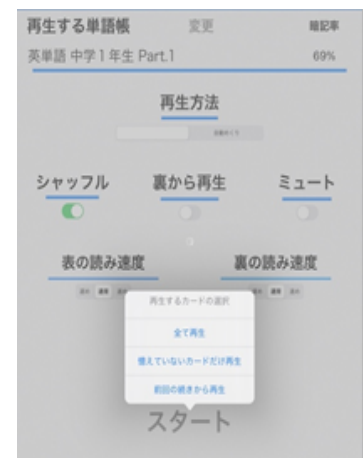 再生する単語帳 変更 暗記率
英単語 中学1年生 Part.1 69%
再生方法
シャッフル 裏から再生 ミュート
表の読み速度 裏の読み速度
再生するカードの選択
全て再生
憶えていないカードだけ再生
前回の続きから再生
スタート